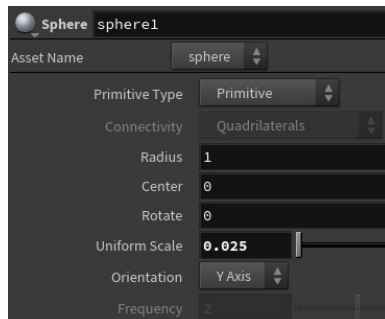 Sphere sphere1
Asset Name sphere
Primitive Type Primitive
Connectivity Quadrilaterals
Radius 1
Center 0
Rotate 0
Uniform Scale 0.025
Orientation Y Axis
Frequency 2